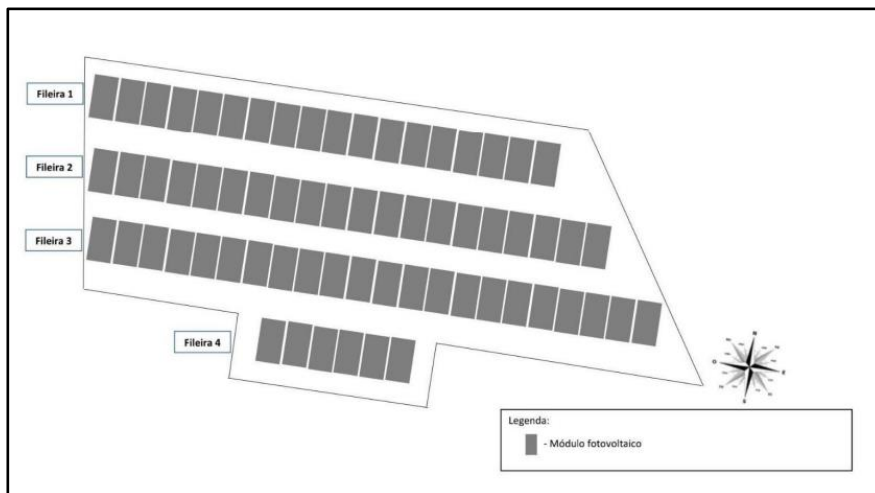 Fileira 1
Fileira 2
Fileira 3
Fileira 4
N
O
E
S
Legenda:
- Módulo fotovoltaico